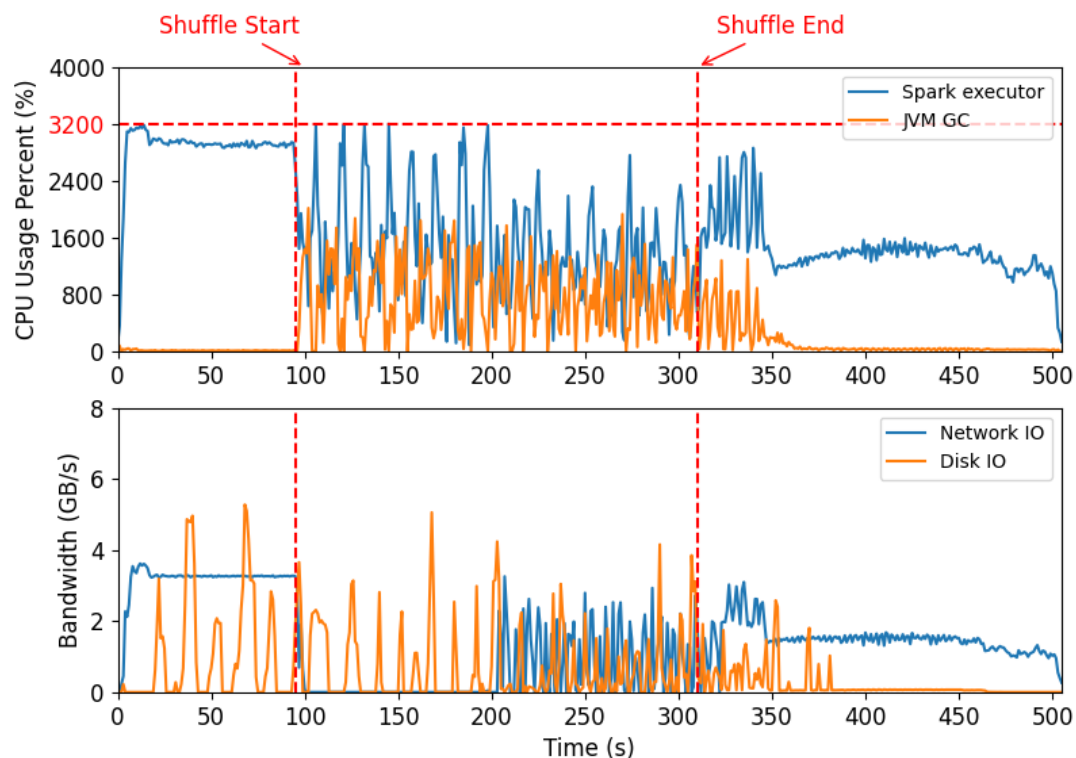 Shuffle Start
Shuffle End
CPU Usage Percent (%)
4000
3200
2400
1600
800
0
Spark executor
JVM GC
0 50 100 150 200 250 300 350 400 450 500
Bandwidth (GB/s)
8
6
4
2
0
Network IO
Disk IO
0 50 100 150 200 250 300 350 400 450 500
Time (s)